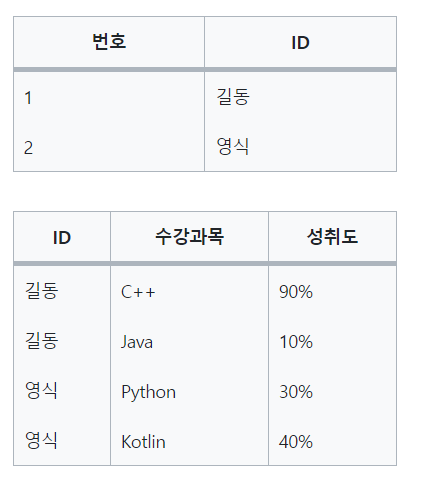 번호 ID
1 길동
2 영식
ID 수강과목 성취도
길동 C++ 90%
길동 Java 10%
영식 Python 30%
영식 Kotlin 40%